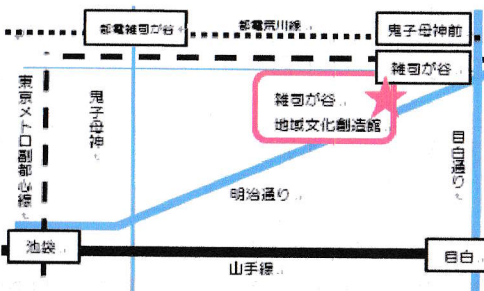 都電雑司が谷
都電荒川線
鬼子母神前
雑司が谷
雑司が谷
地域文化創造館
東京メトロ副都心線
鬼子母神
目白通り
明治通り
池袋
山手線
目白